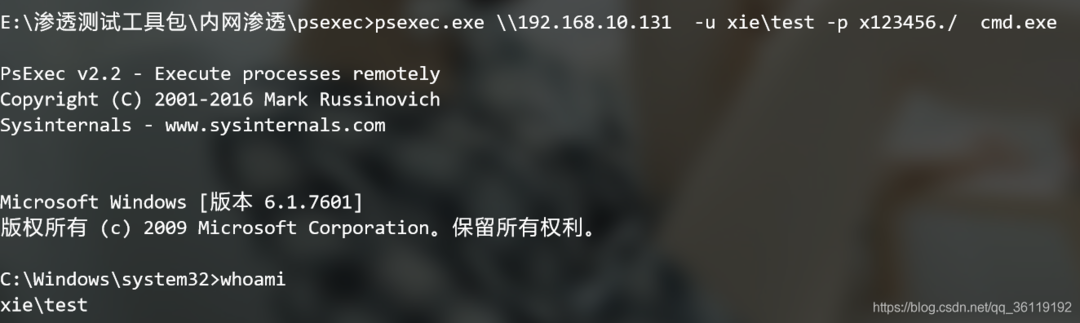 E:\渗透测试工具包\内网渗透\psexec>psexec.exe \\192.168.10.131  -u xie\test -p x123456./  cmd.exe
PsExec v2.2 - Execute processes remotely
Copyright (C) 2001-2016 Mark Russinovich
Sysinternals - www.sysinternals.com
Microsoft Windows [版本 6.1.7601]
版权所有 (c) 2009 Microsoft Corporation。保留所有权利。
C:\Windows\system32>whoami
xie\test
https://blog.csdn.net/qq_36119192